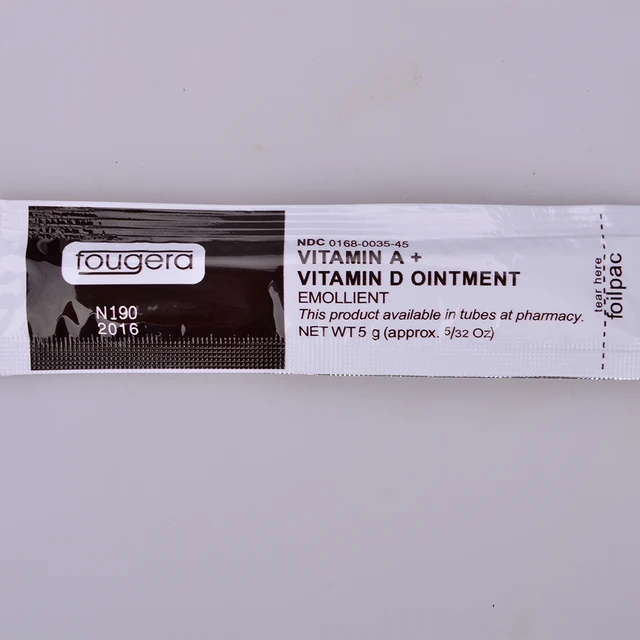 fougera
N190
2016
NDC 0168-0035-45
VITAMIN A +
VITAMIN D OINTMENT
EMOLLIENT
This product available in tubes at pharmacy.
NET WT 5 g (approx. 5/32 Oz)
tear here
foilpac